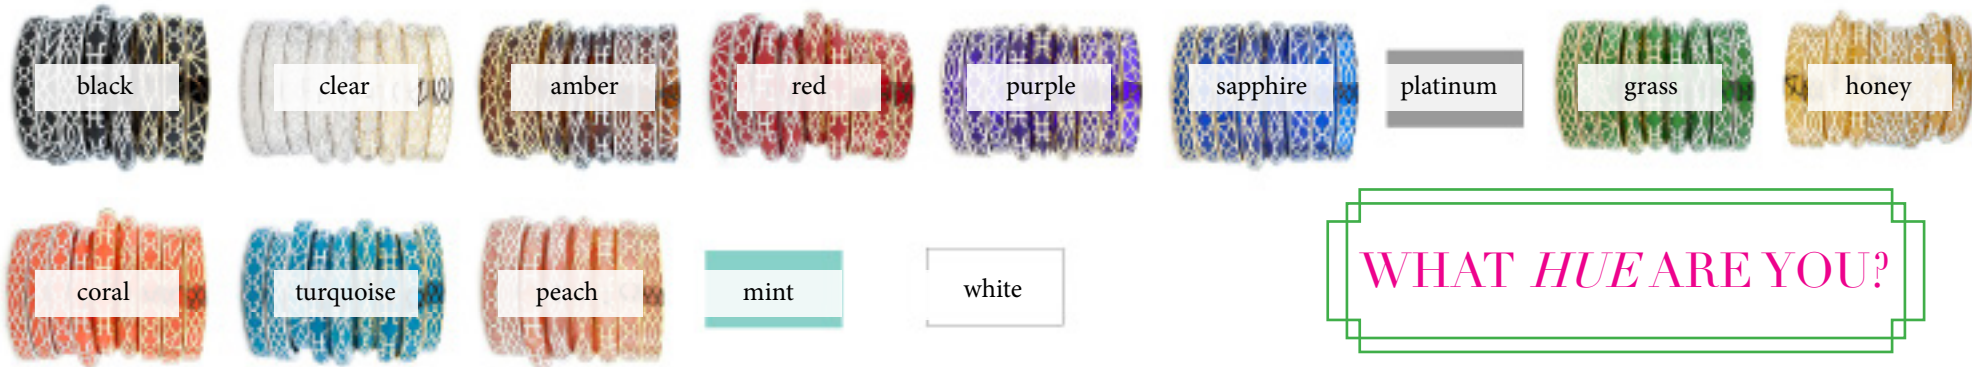 black
clear
amber
red
purple
sapphire
platinum
grass
honey
coral
turquoise
peach
mint
white
WHAT HUE ARE YOU?